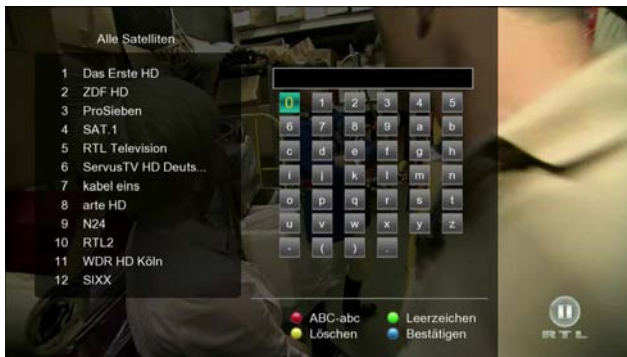 Alle Satelliten
1 Das Erste HD
2 ZDF HD
3 ProSieben
4 SAT.1
5 RTL Television
6 ServusTV HD Deuts...
7 kabel eins
8 arte HD
9 N24
10 RTL2
11 WDR HD Köln
12 SIXX
0 1 2 3 4 5
6 7 8 9 a b
c d e f g h
i j k l m n
o p q r s t
u v w x y z
- ( ) .
ABC-abc Leerzeichen
Löschen Bestätigen
RTL